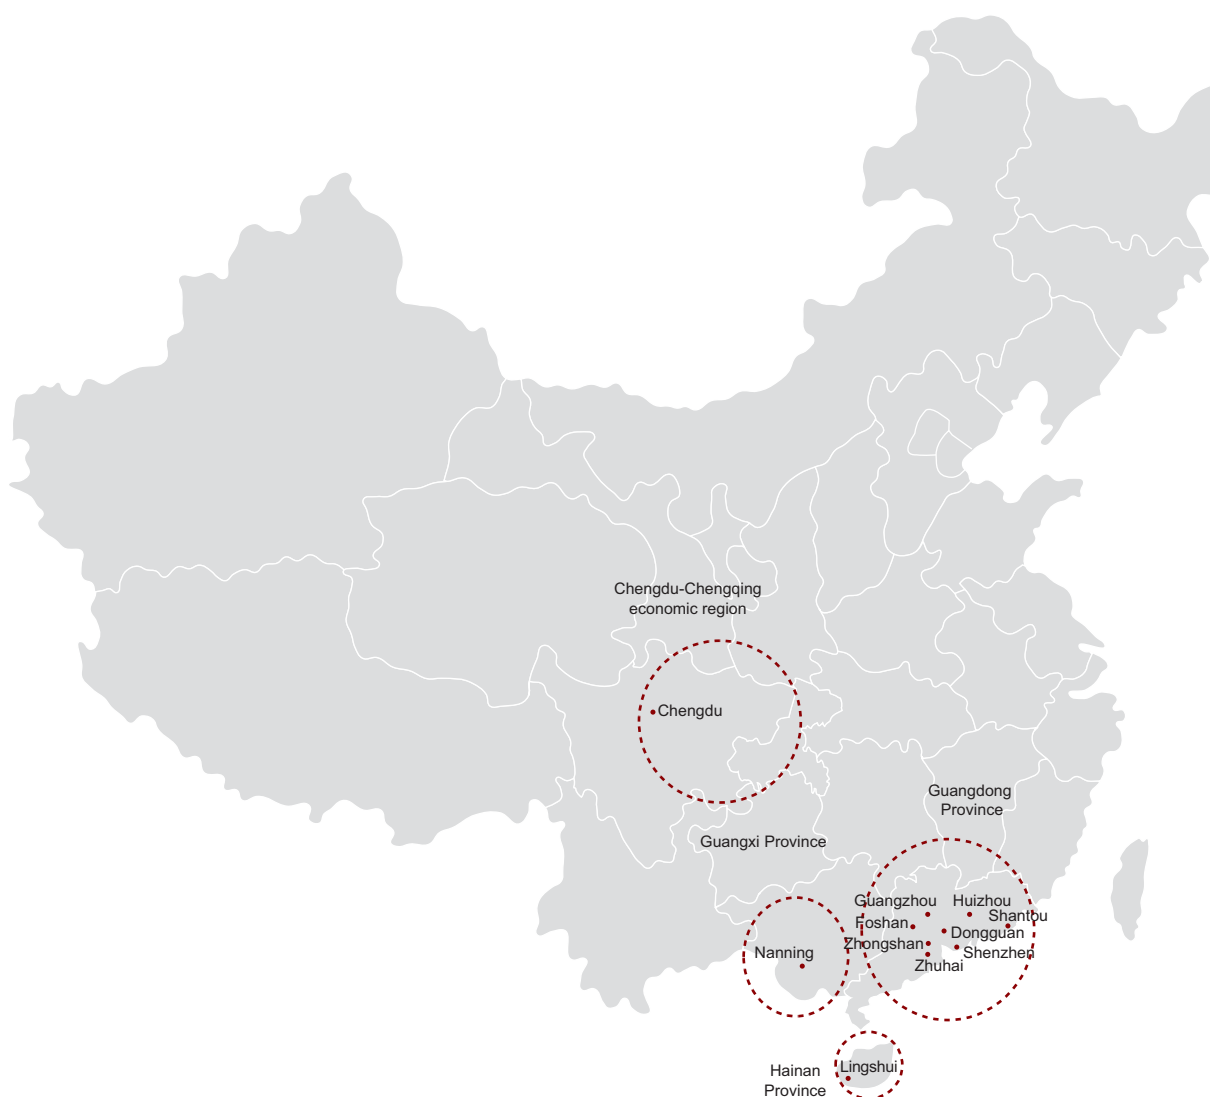 Chengdu-Chengqing
economic region
Chengdu
Guangdong
Province
Guangxi Province
Guangzhou
Huizhou
Shantou
Foshan
Dongguan
Zhongshan
Shenzhen
Zhuhai
Nanning
Lingshui
Hainan
Province